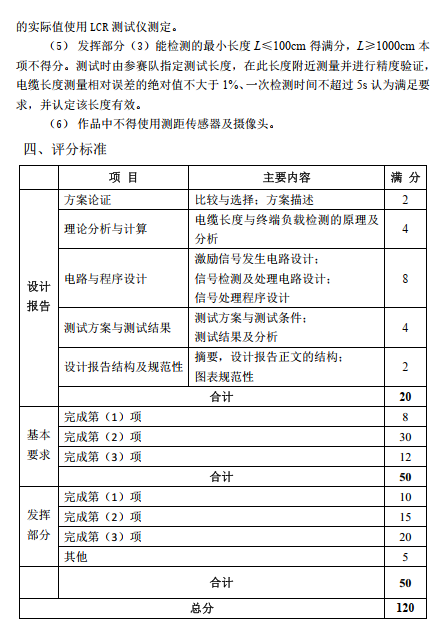 的实际值使用 LCR 测试仪测定。
（5） 发挥部分（3）能检测的最小长度 L≤100cm 得满分，L≥1000cm 本
项不得分。测试时由参赛队指定测试长度，在此长度附近测量并进行精度验证，
电缆长度测量相对误差的绝对值不大于 1%、一次检测时间不超过 5s 认为满足要
求，并认定该长度有效。
（6） 作品中不得使用测距传感器及摄像头。
四、评分标准
项 目 主要内容 满 分
设计
报告
方案论证 比较与选择；方案描述 2
理论分析与计算 电缆长度与终端负载检测的原理及
分析 4
电路与程序设计 激励信号发生电路设计；
信号检测及处理电路设计；
信号处理程序设计 8
测试方案与测试结果 测试方案与测试条件；
测试结果及分析 4
设计报告结构及规范性 摘要，设计报告正文的结构；
图表规范性 2
合计 20
基本
要求
完成第（1）项 8
完成第（2）项 30
完成第（3）项 12
合计 50
发挥
部分
完成第（1）项 10
完成第（2）项 15
完成第（3）项 20
其他 5
合计 50
总分 120